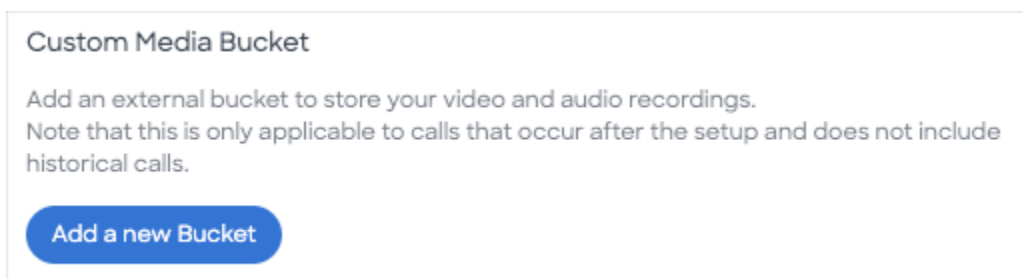 Custom Media Bucket
Add an external bucket to store your video and audio recordings.
Note that this is only applicable to calls that occur after the setup and does not include
historical calls.
Add a new Bucket